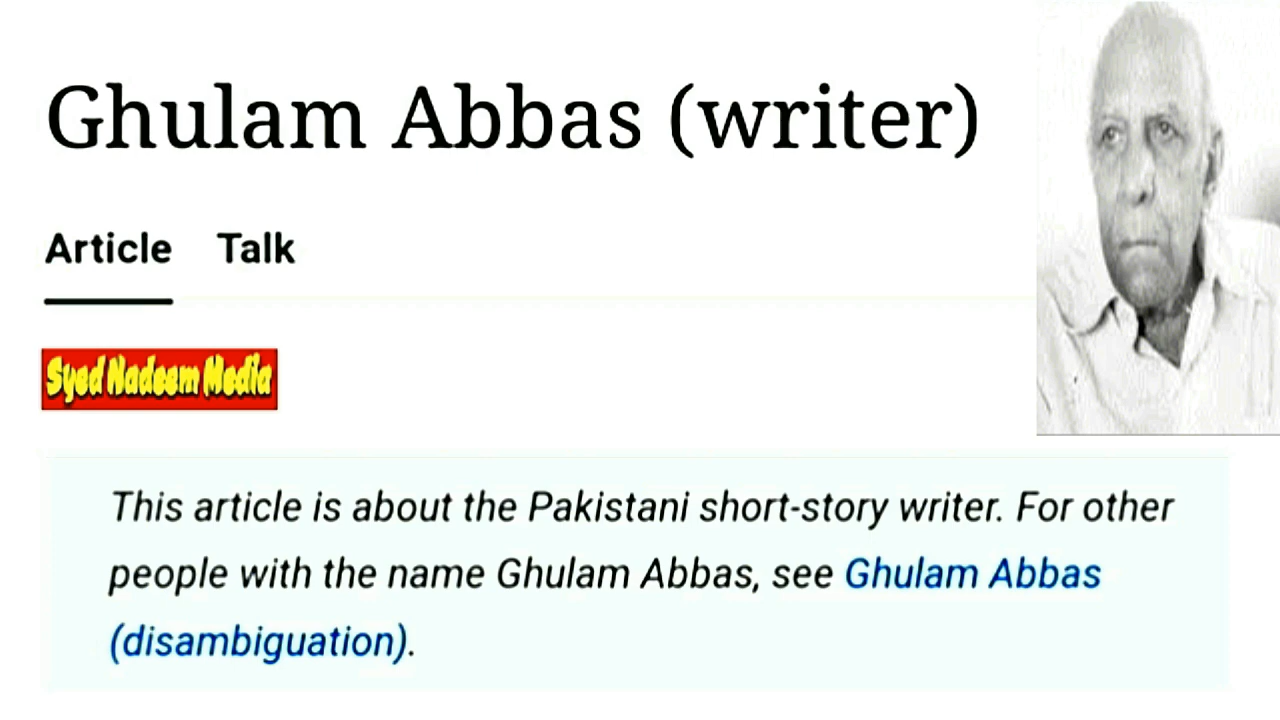 Ghulam Abbas (writer)
Article Talk
Syed Nadeem Media
This article is about the Pakistani short-story writer. For other
people with the name Ghulam Abbas, see Ghulam Abbas
(disambiguation).